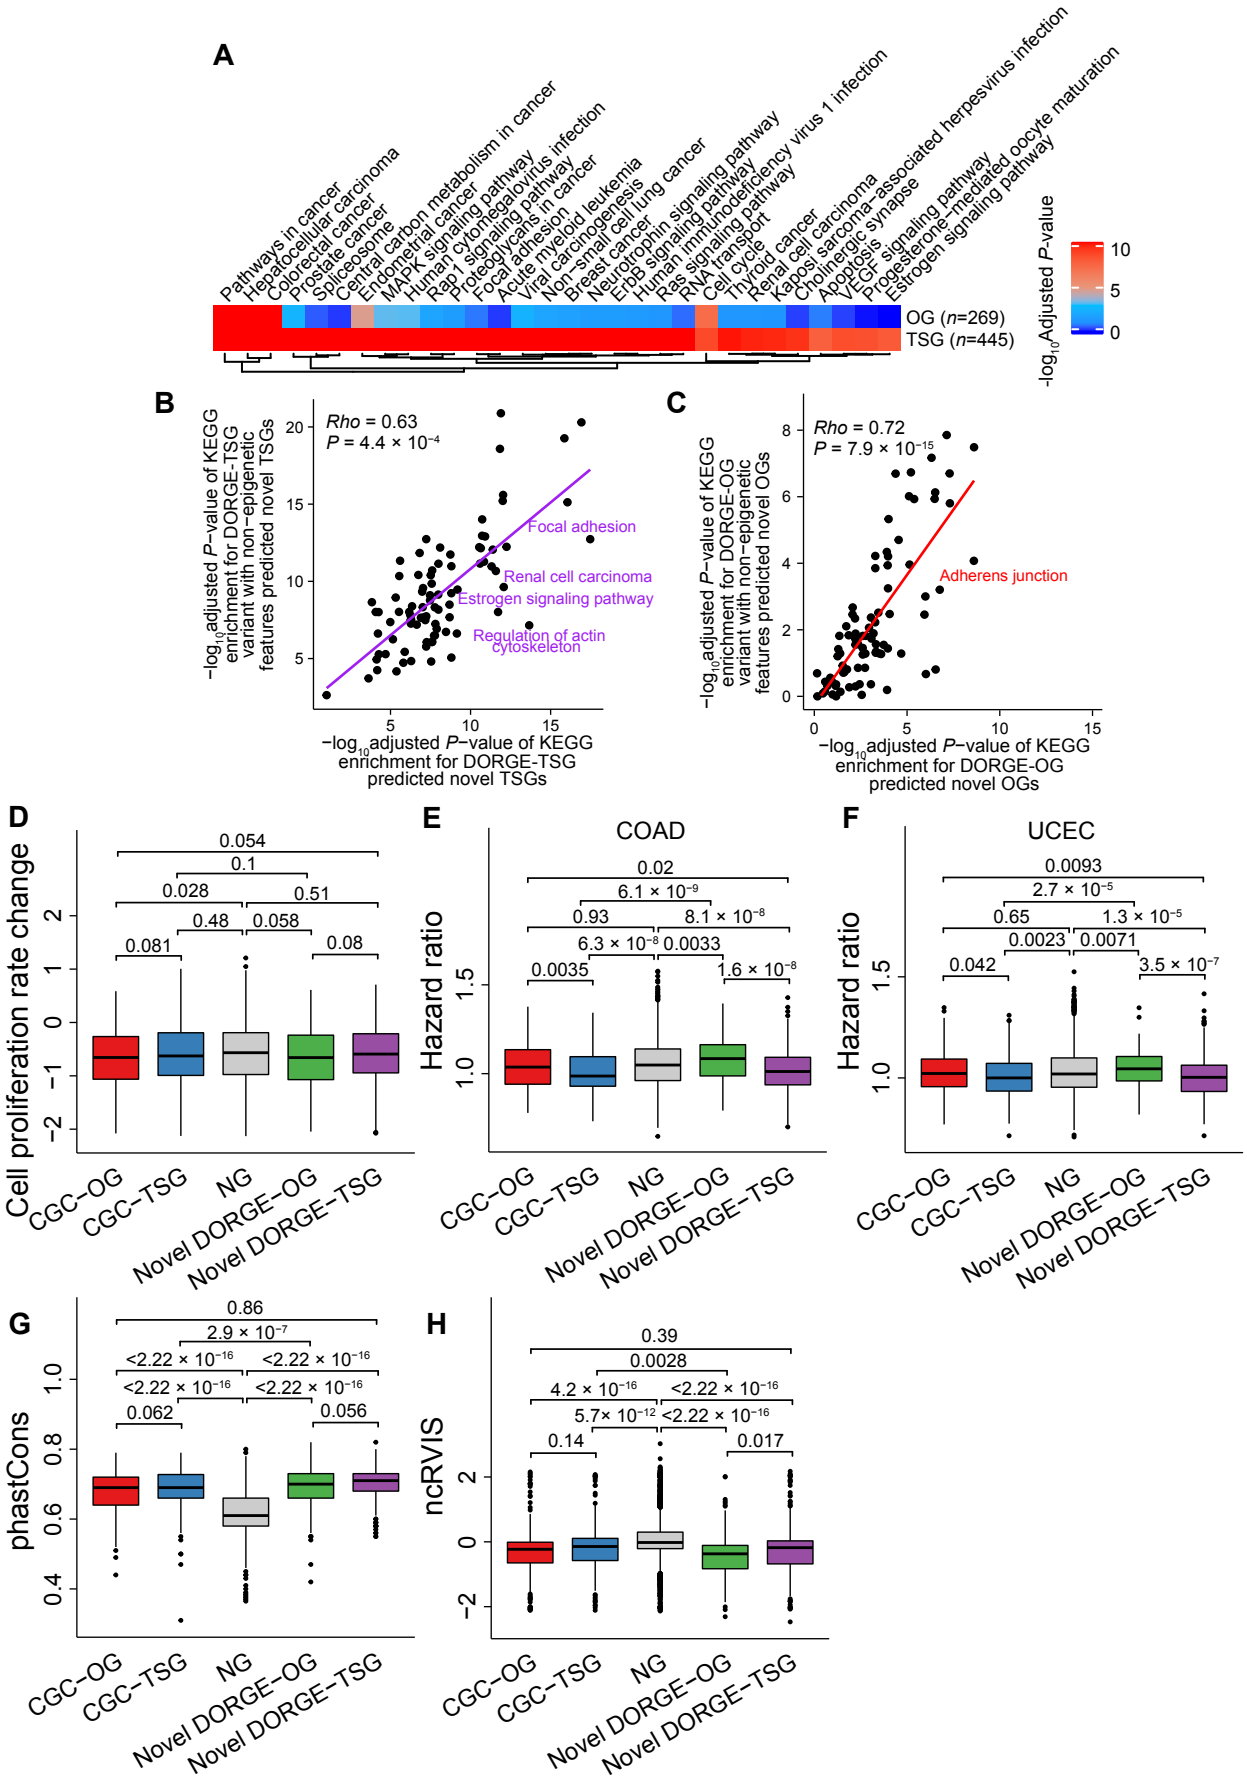 A
Pathways in cancer
Hepatocellular carcinoma
Colorectal cancer
Prostate cancer
Spliceosome
Central carbon metabolism in cancer
Endometrial cancer
MAPK signaling pathway
Human cytomegalovirus infection
Rap1 signaling pathway
Proteoglycans in cancer
Focal adhesion
Acute myeloid leukemia
Viral carcinogenesis
Non−small cell lung cancer
Breast cancer
Neurotrophin signaling pathway
ErbB signaling pathway
Human immunodeficiency virus 1 infection
Ras signaling pathway
RNA transport
Cell cycle
Thyroid cancer
Renal cell carcinoma
Kaposi sarcoma−associated herpesvirus infection
Cholinergic synapse
Apoptosis
VEGF signaling pathway
Progesterone−mediated oocyte maturation
Estrogen signaling pathway
OG (n=269)
TSG (n=445)
-log10Adjusted P-value
10
5
0
B
Rho = 0.63
P = 4.4 × 10−4
−log10adjusted P−value of KEGG
enrichment for DORGE-TSG
variant with non-epigenetic
features predicted novel TSGs
20
15
10
5
Focal adhesion
Renal cell carcinoma
Estrogen signaling pathway
Regulation of actin
cytoskeleton
5
10
15
−log10adjusted P−value of KEGG
enrichment for DORGE-TSG
predicted novel TSGs
C
Rho = 0.72
P = 7.9 × 10−15
−log10adjusted P−value of KEGG
enrichment for DORGE-OG
variant with non-epigenetic
features predicted novel OGs
8
6
4
2
0
Adherens junction
0
5
10
15
−log10adjusted P−value of KEGG
enrichment for DORGE-OG
predicted novel OGs
D
Cell proliferation rate change
2
1
0
−1
−2
0.054
0.1
0.028
0.51
0.48
0.058
0.081
0.08
CGC−OG
CGC−TSG
NG
Novel DORGE−OG
Novel DORGE−TSG
E
COAD
Hazard ratio
1.5
1.0
0.02
6.1 × 10−9
0.93
8.1 × 10−8
6.3 × 10−8
0.0033
0.0035
1.6 × 10−8
CGC−OG
CGC−TSG
NG
Novel DORGE−OG
Novel DORGE−TSG
F
UCEC
Hazard ratio
1.5
1.0
0.0093
2.7 × 10−5
0.65
1.3 × 10−5
0.0023
0.0071
0.042
3.5 × 10−7
CGC−OG
CGC−TSG
NG
Novel DORGE−OG
Novel DORGE−TSG
G
phastCons
1.0
0.8
0.6
0.4
0.86
2.9 × 10−7
<2.22 × 10−16
<2.22 × 10−16
<2.22 × 10−16
<2.22 × 10−16
0.062
0.056
CGC−OG
CGC−TSG
NG
Novel DORGE−OG
Novel DORGE−TSG
H
ncRVIS
2
0
−2
0.39
0.0028
4.2 × 10−16
<2.22 × 10−16
5.7× 10−12
<2.22 × 10−16
0.14
0.017
CGC−OG
CGC−TSG
NG
Novel DORGE−OG
Novel DORGE−TSG